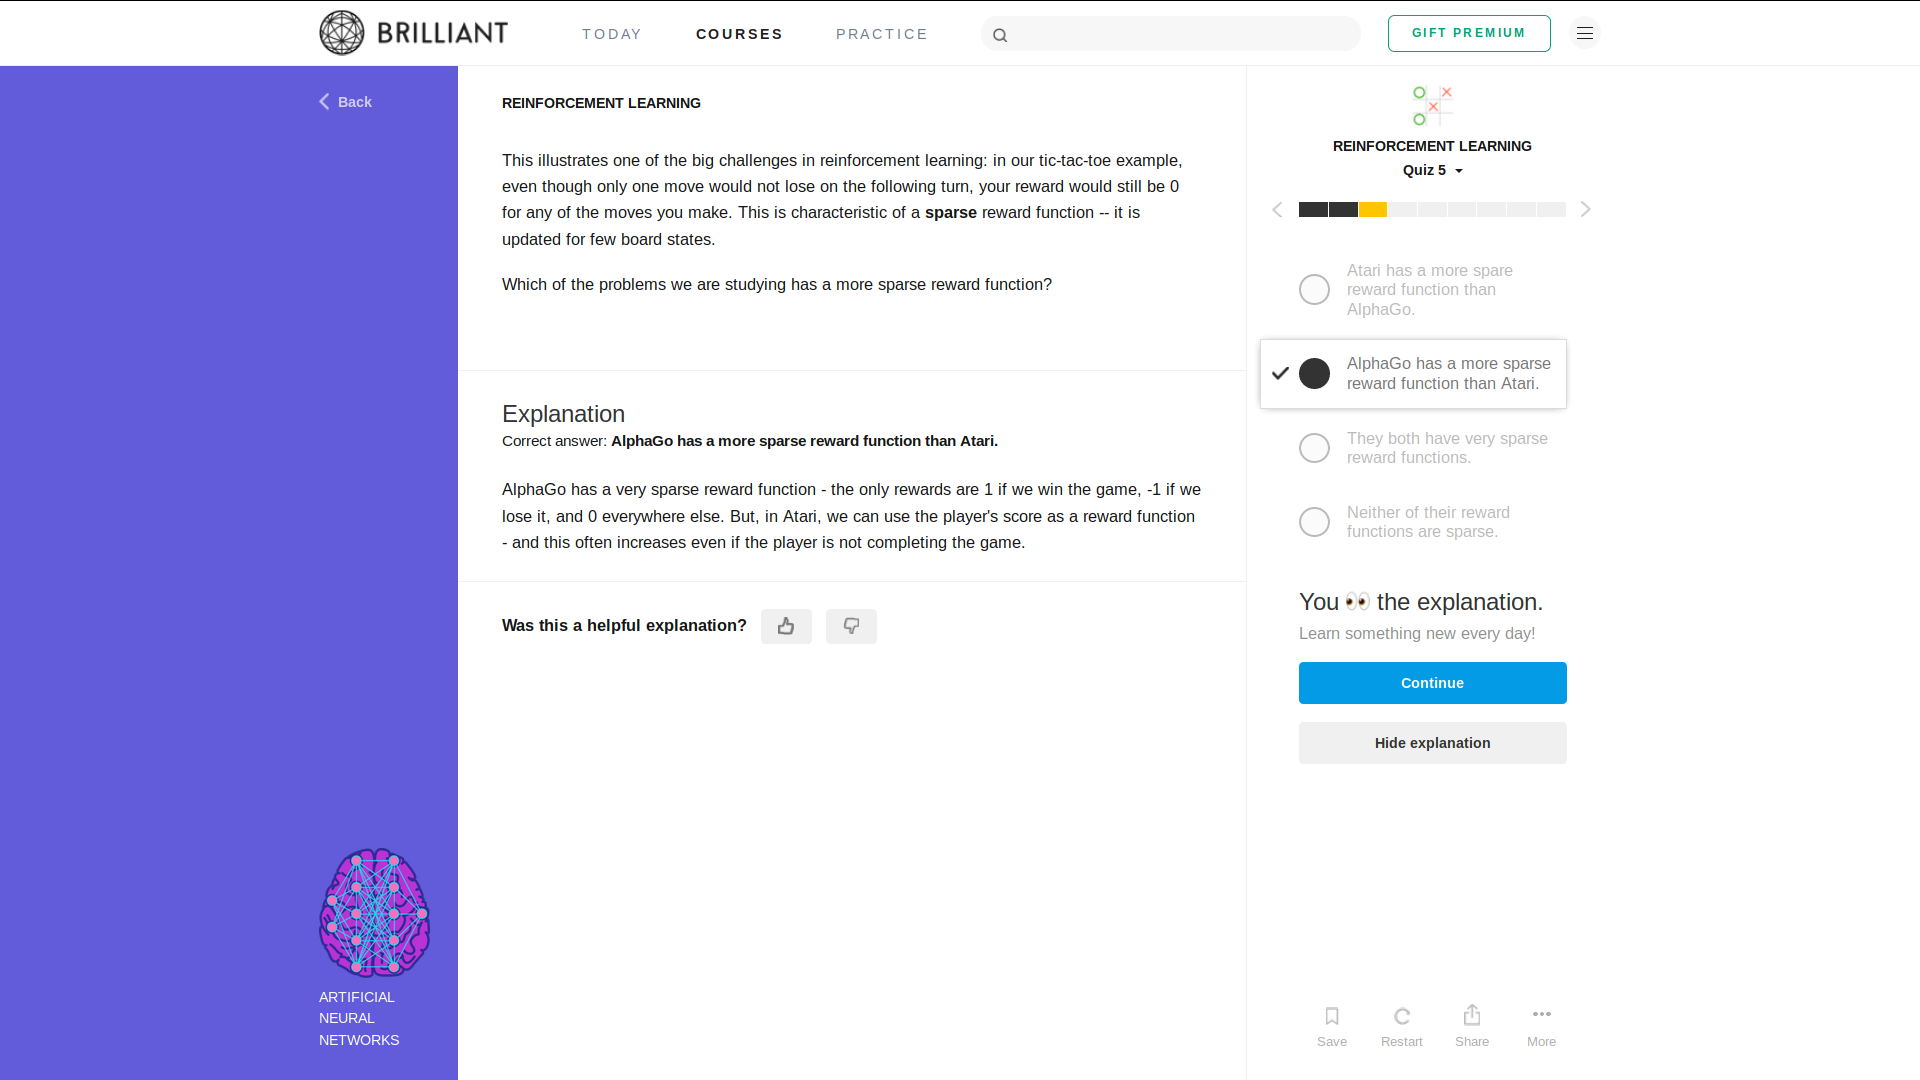 BRILLIANT
TODAY
COURSES
PRACTICE
GIFT PREMIUM
Back
REINFORCEMENT LEARNING
This illustrates one of the big challenges in reinforcement learning: in our tic-tac-toe example,
even though only one move would not lose on the following turn, your reward would still be 0
for any of the moves you make. This is characteristic of a sparse reward function -- it is
updated for few board states.
Which of the problems we are studying has a more sparse reward function?
Explanation
Correct answer: AlphaGo has a more sparse reward function than Atari.
AlphaGo has a very sparse reward function - the only rewards are 1 if we win the game, -1 if we
lose it, and 0 everywhere else. But, in Atari, we can use the player's score as a reward function
- and this often increases even if the player is not completing the game.
Was this a helpful explanation?
REINFORCEMENT LEARNING
Quiz 5
Atari has a more spare
reward function than
AlphaGo.
AlphaGo has a more sparse
reward function than Atari.
They both have very sparse
reward functions.
Neither of their reward
functions are sparse.
You 👀 the explanation.
Learn something new every day!
Continue
Hide explanation
Save
Restart
Share
More
ARTIFICIAL
NEURAL
NETWORKS